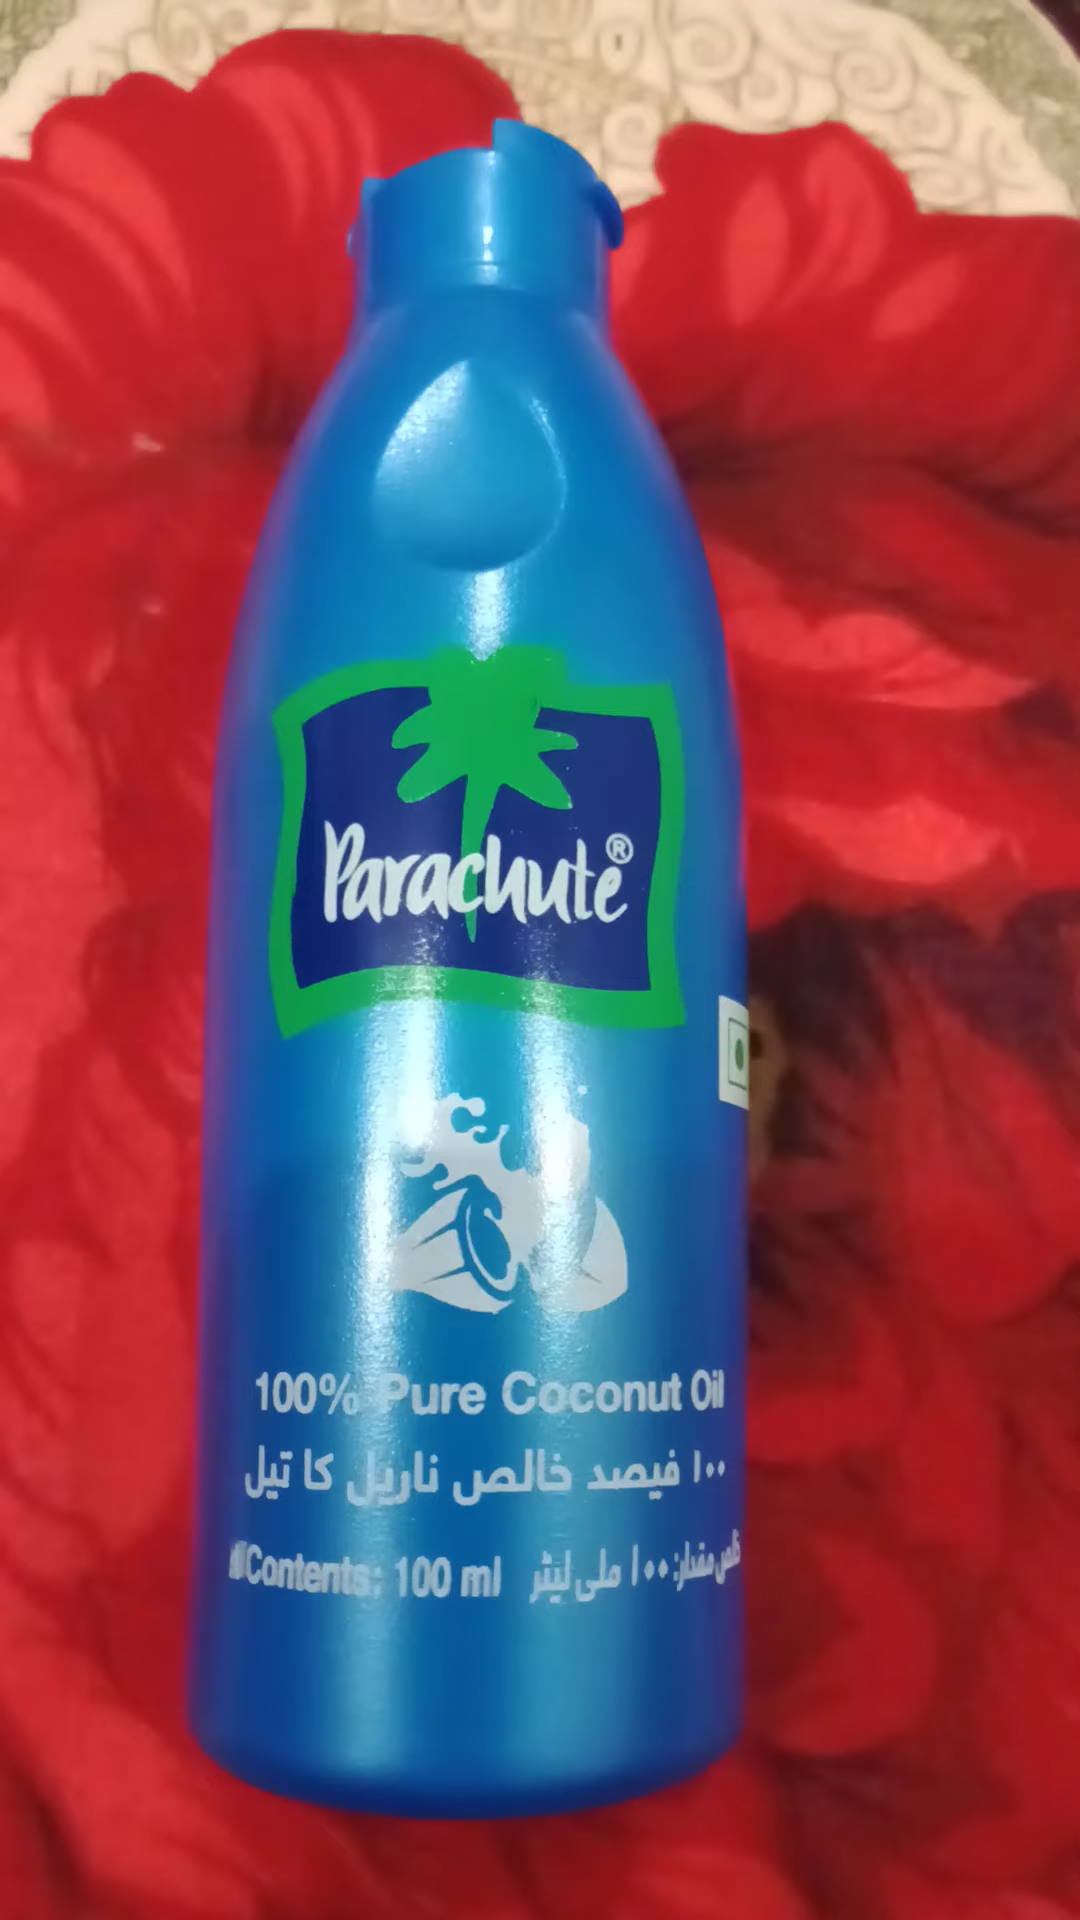 Parachute®
100% Pure Coconut Oil
۱۰۰ فیصد خالص ناریل کا تیل
Contents: 100 ml
خالص مقدار: ۱۰۰ ملی لیٹر